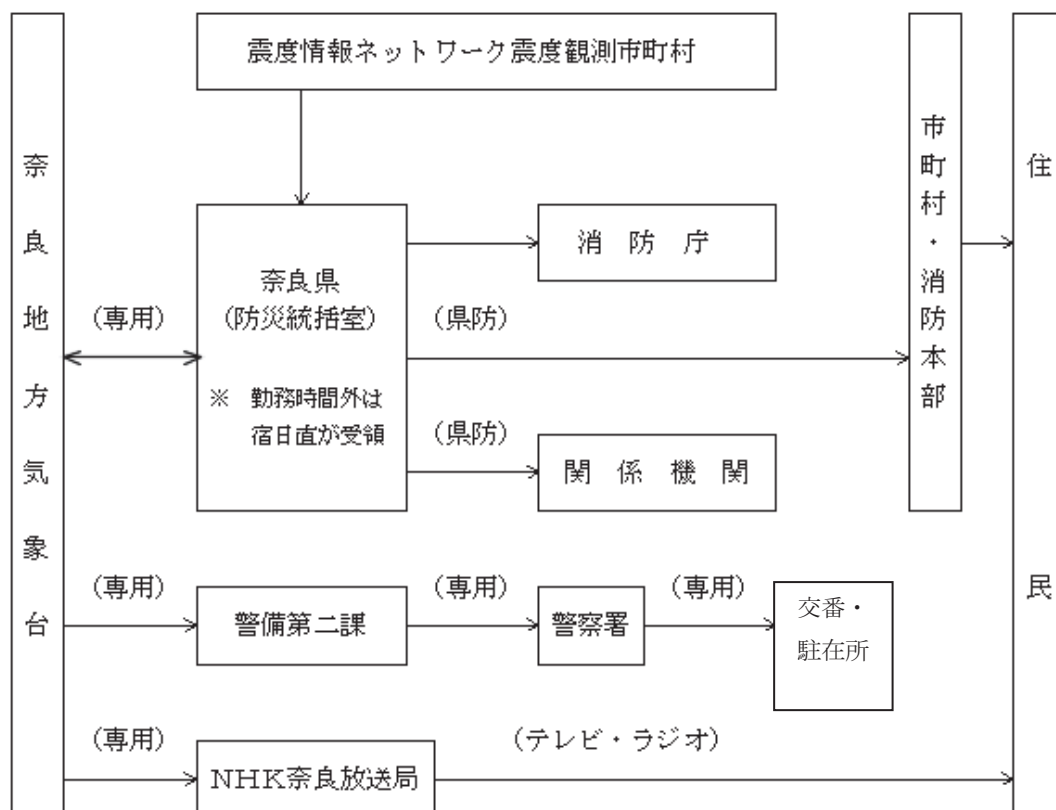 震度情報ネットワーク震度観測市町村
奈良地方気象台
市町村・消防本部
住民
奈良県
(防災統括室)
※ 勤務時間外は
宿日直が受領
(専用)
消 防 庁
(県防)
(県防)
関 係 機 関
(専用)
警備第二課
(専用)
警察署
(専用)
交番・
駐在所
(専用)
NHK奈良放送局
(テレビ・ラジオ)